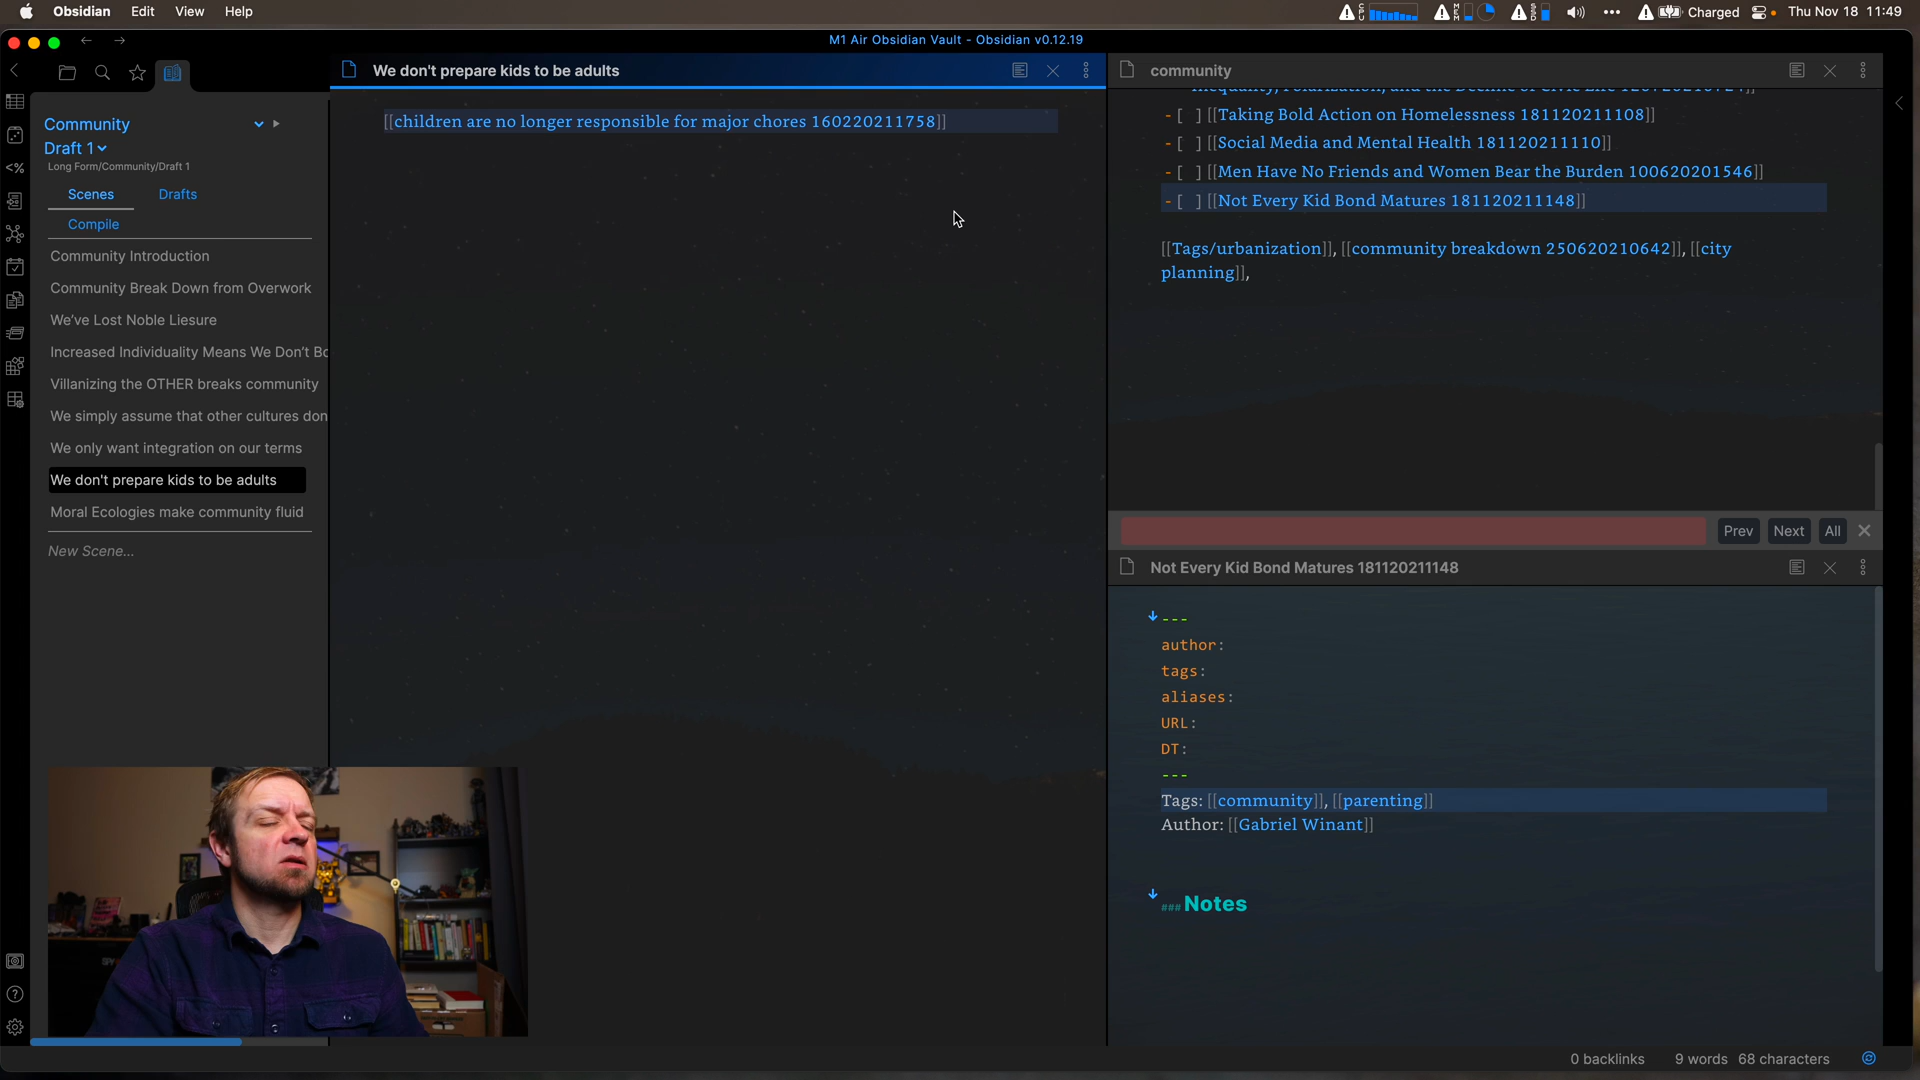 Obsidian Edit View Help
Charged Thu Nov 18 11:49
M1 Air Obsidian Vault - Obsidian v0.12.19
Community
Draft 1
Long Form/Community/Draft 1
Scenes Drafts
Compile
Community Introduction
Community Break Down from Overwork
We've Lost Noble Liesure
Increased Individuality Means We Don't Bo
Villanizing the OTHER breaks community
We simply assume that other cultures don
We only want integration on our terms
We don't prepare kids to be adults
Moral Ecologies make community fluid
New Scene...
We don't prepare kids to be adults
[[children are no longer responsible for major chores 160220211758]]
community
Inequality, Polarization, and the Decline of Civic Life
- [ ] [[Taking Bold Action on Homelessness 181120211108]]
- [ ] [[Social Media and Mental Health 181120211110]]
- [ ] [[Men Have No Friends and Women Bear the Burden 100620201546]]
- [ ] [[Not Every Kid Bond Matures 181120211148]]
[[Tags/urbanization]], [[community breakdown 250620210642]], [[city
planning]],
Prev Next All
Not Every Kid Bond Matures 181120211148
---
author:
tags:
aliases:
URL:
DT:
---
Tags: [[community]], [[parenting]]
Author: [[Gabriel Winant]]
### Notes
0 backlinks 9 words 68 characters